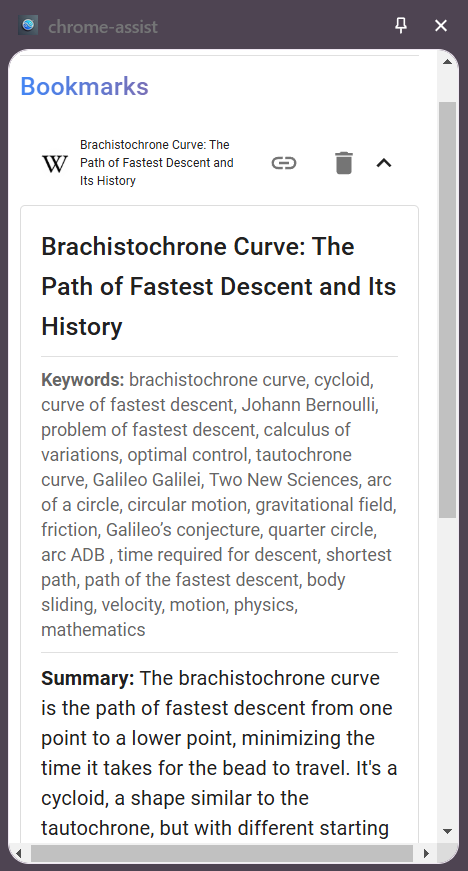 chrome-assist
Bookmarks
W
Brachistochrone Curve: The
Path of Fastest Descent and
Its History
Brachistochrone Curve: The
Path of Fastest Descent and Its
History
Keywords: brachistochrone curve, cycloid,
curve of fastest descent, Johann Bernoulli,
problem of fastest descent, calculus of
variations, optimal control, tautochrone
curve, Galileo Galilei, Two New Sciences, arc
of a circle, circular motion, gravitational field,
friction, Galileo’s conjecture, quarter circle,
arc ADB , time required for descent, shortest
path, path of the fastest descent, body
sliding, velocity, motion, physics,
mathematics
Summary: The brachistochrone curve
is the path of fastest descent from one
point to a lower point, minimizing the
time it takes for the bead to travel. It's a
cycloid, a shape similar to the
tautochrone, but with different starting